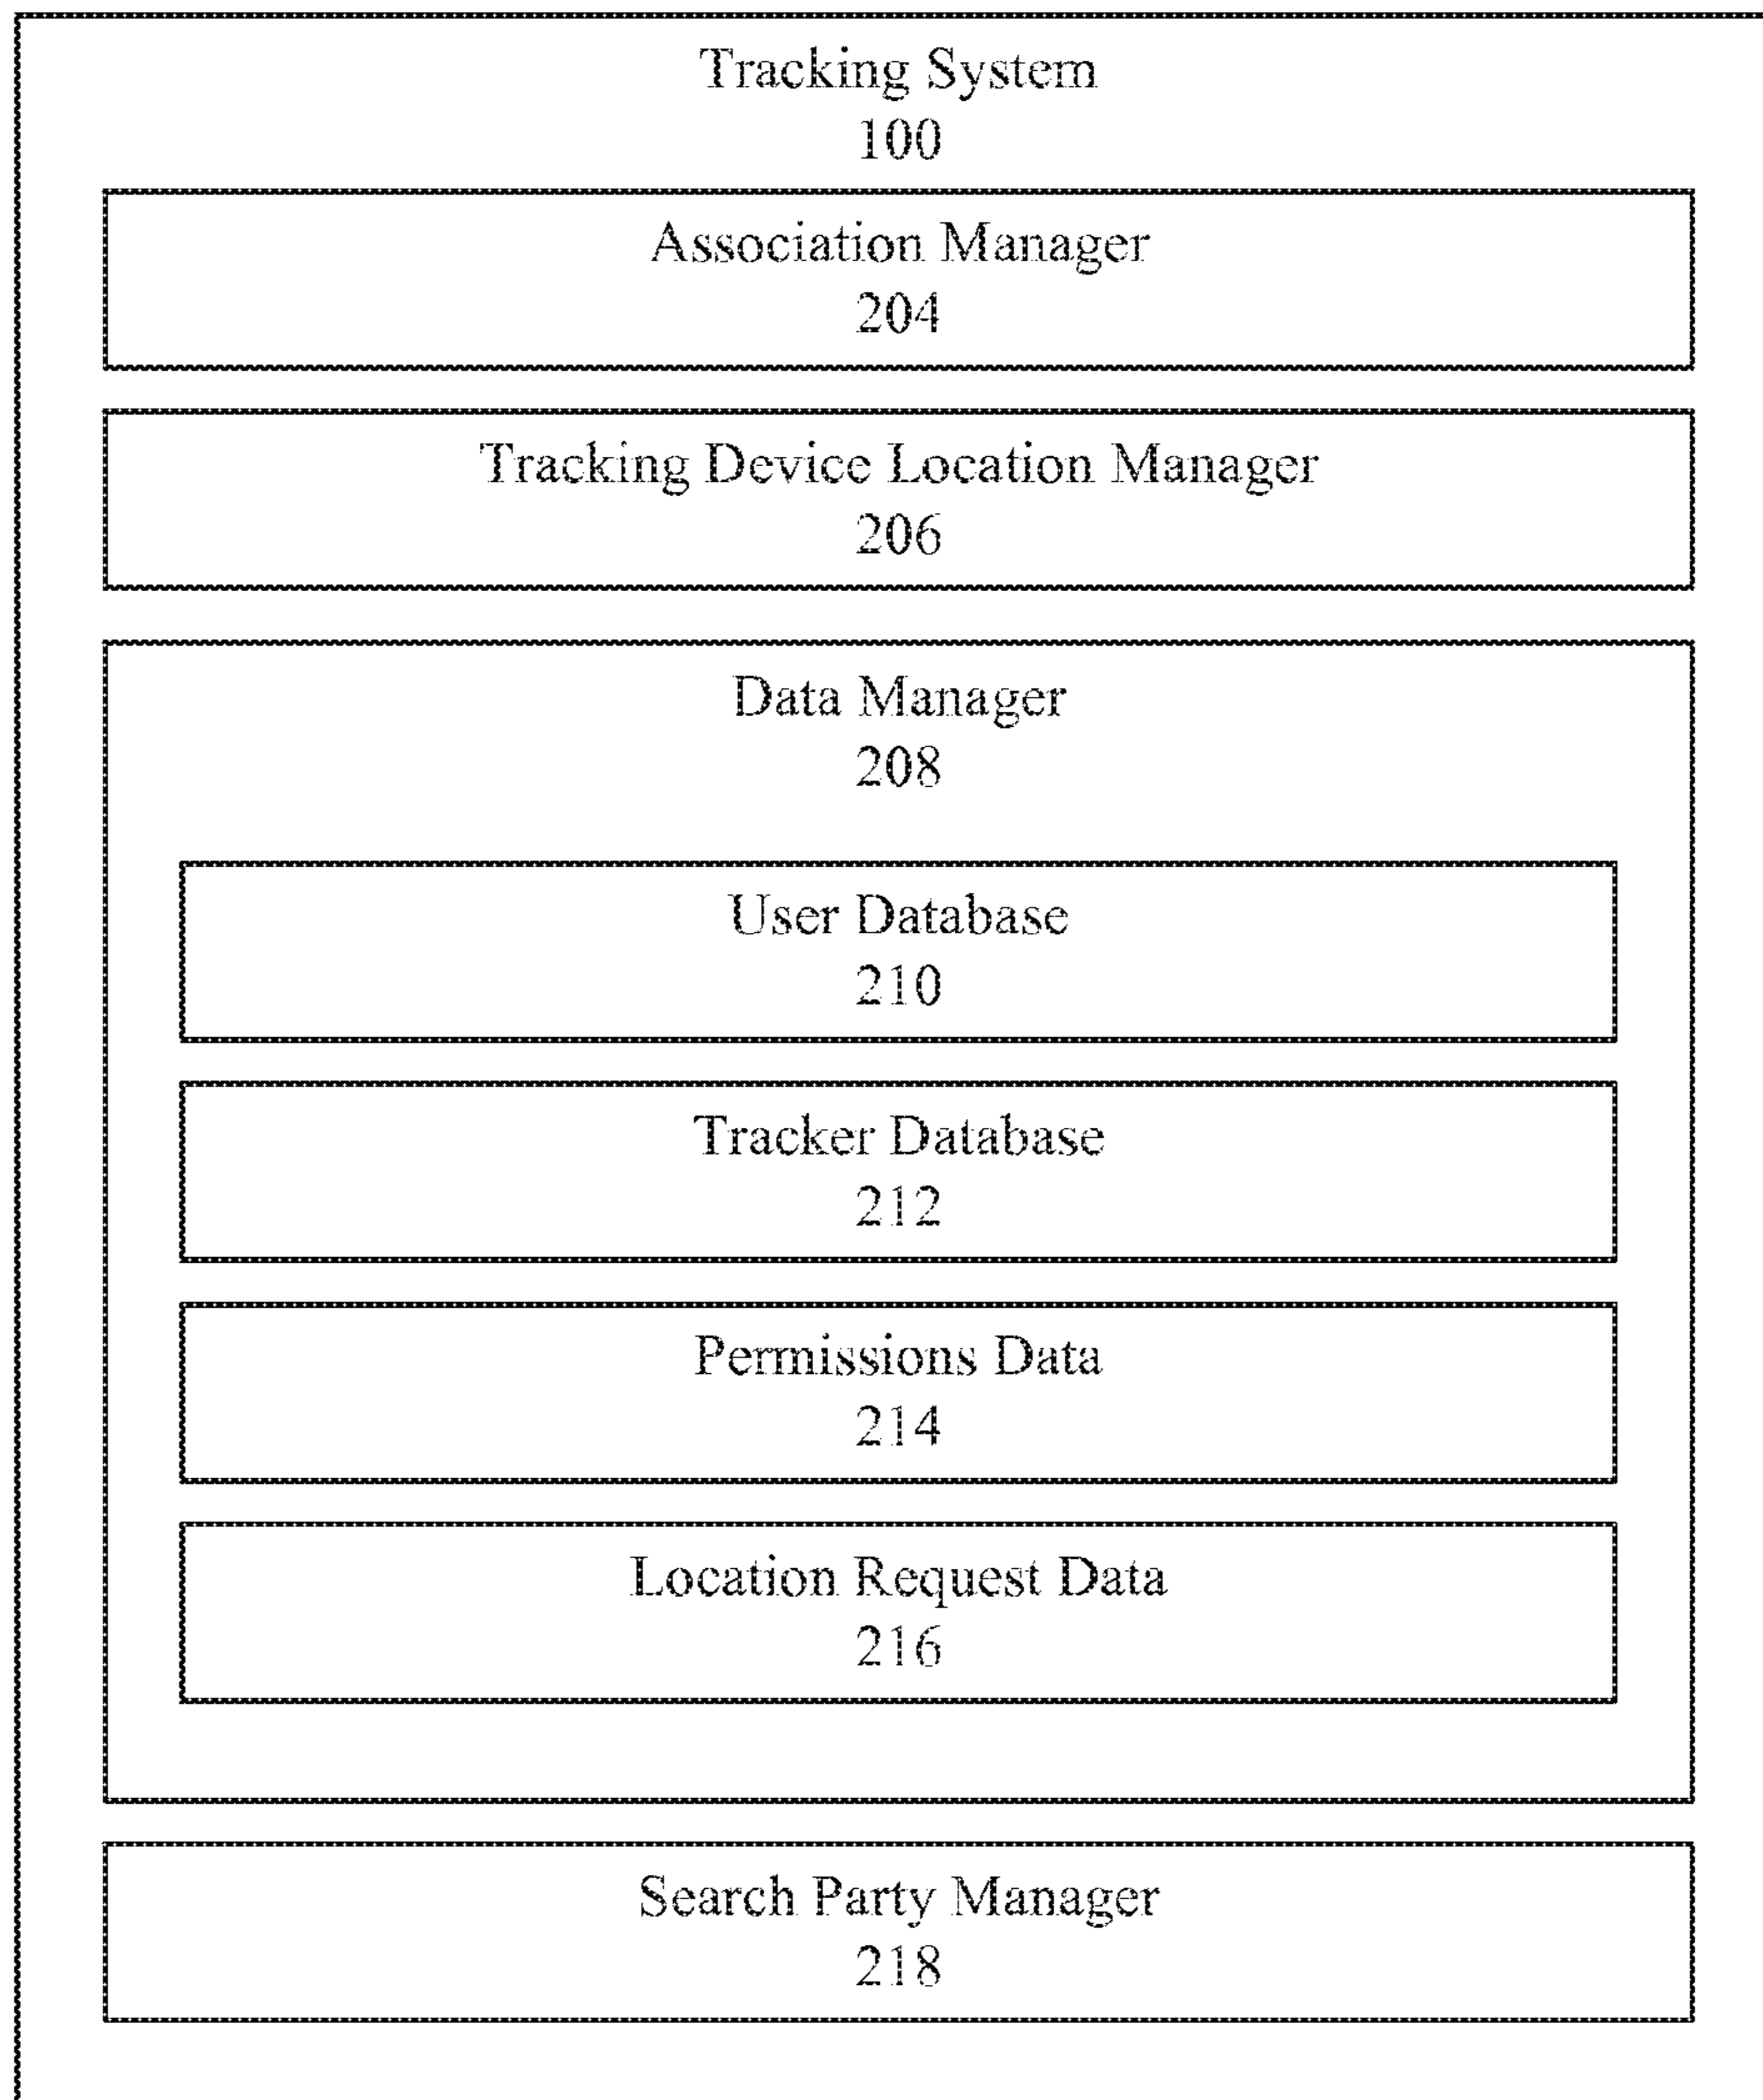 Tracking System
100
Association Manager
204
Tracking Device Location Manager
206
Data Manager
208
User Database
210
Tracker Database
212
Permissions Data
214
Location Request Data
216
Search Party Manager
218